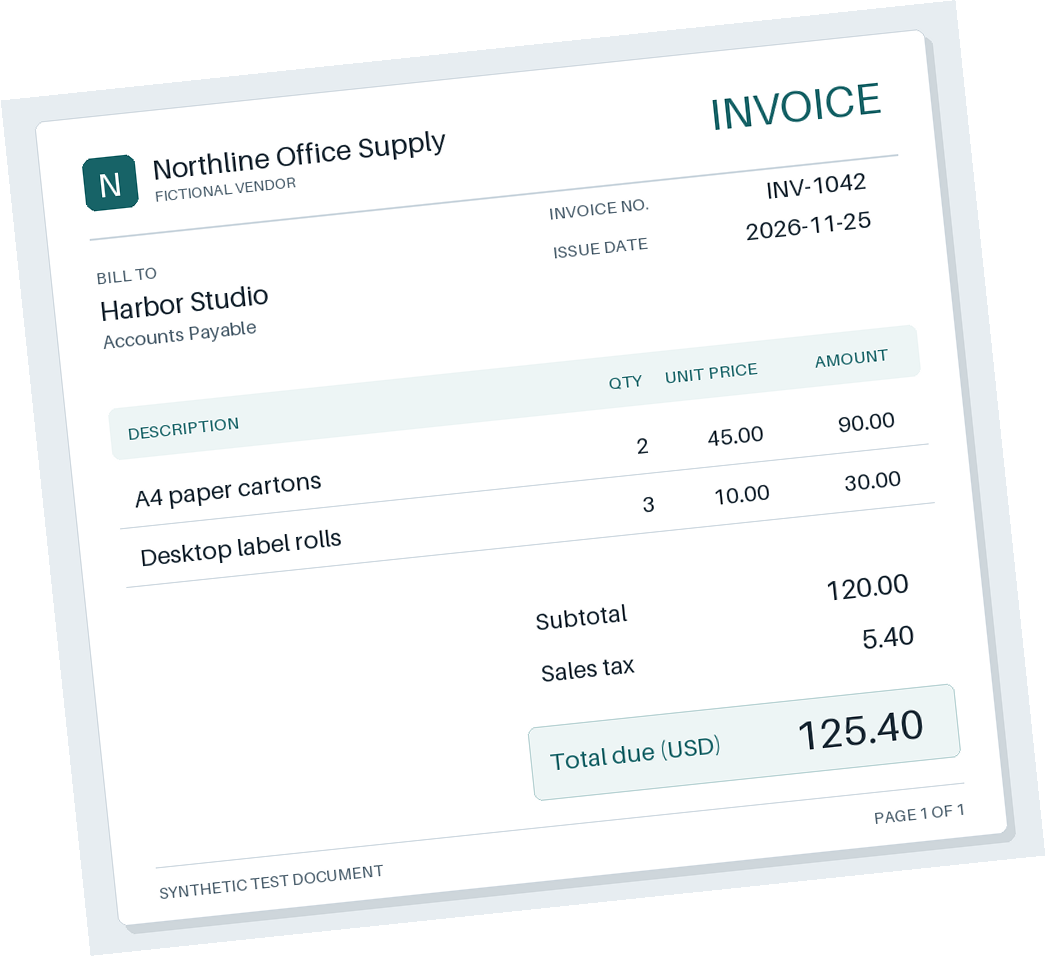 N
Northline Office Supply
FICTIONAL VENDOR
INVOICE
INVOICE NO. INV-1042
ISSUE DATE 2026-11-25
BILL TO
Harbor Studio
Accounts Payable
DESCRIPTION QTY UNIT PRICE AMOUNT
A4 paper cartons 2 45.00 90.00
Desktop label rolls 3 10.00 30.00
Subtotal 120.00
Sales tax 5.40
Total due (USD) 125.40
SYNTHETIC TEST DOCUMENT PAGE 1 OF 1